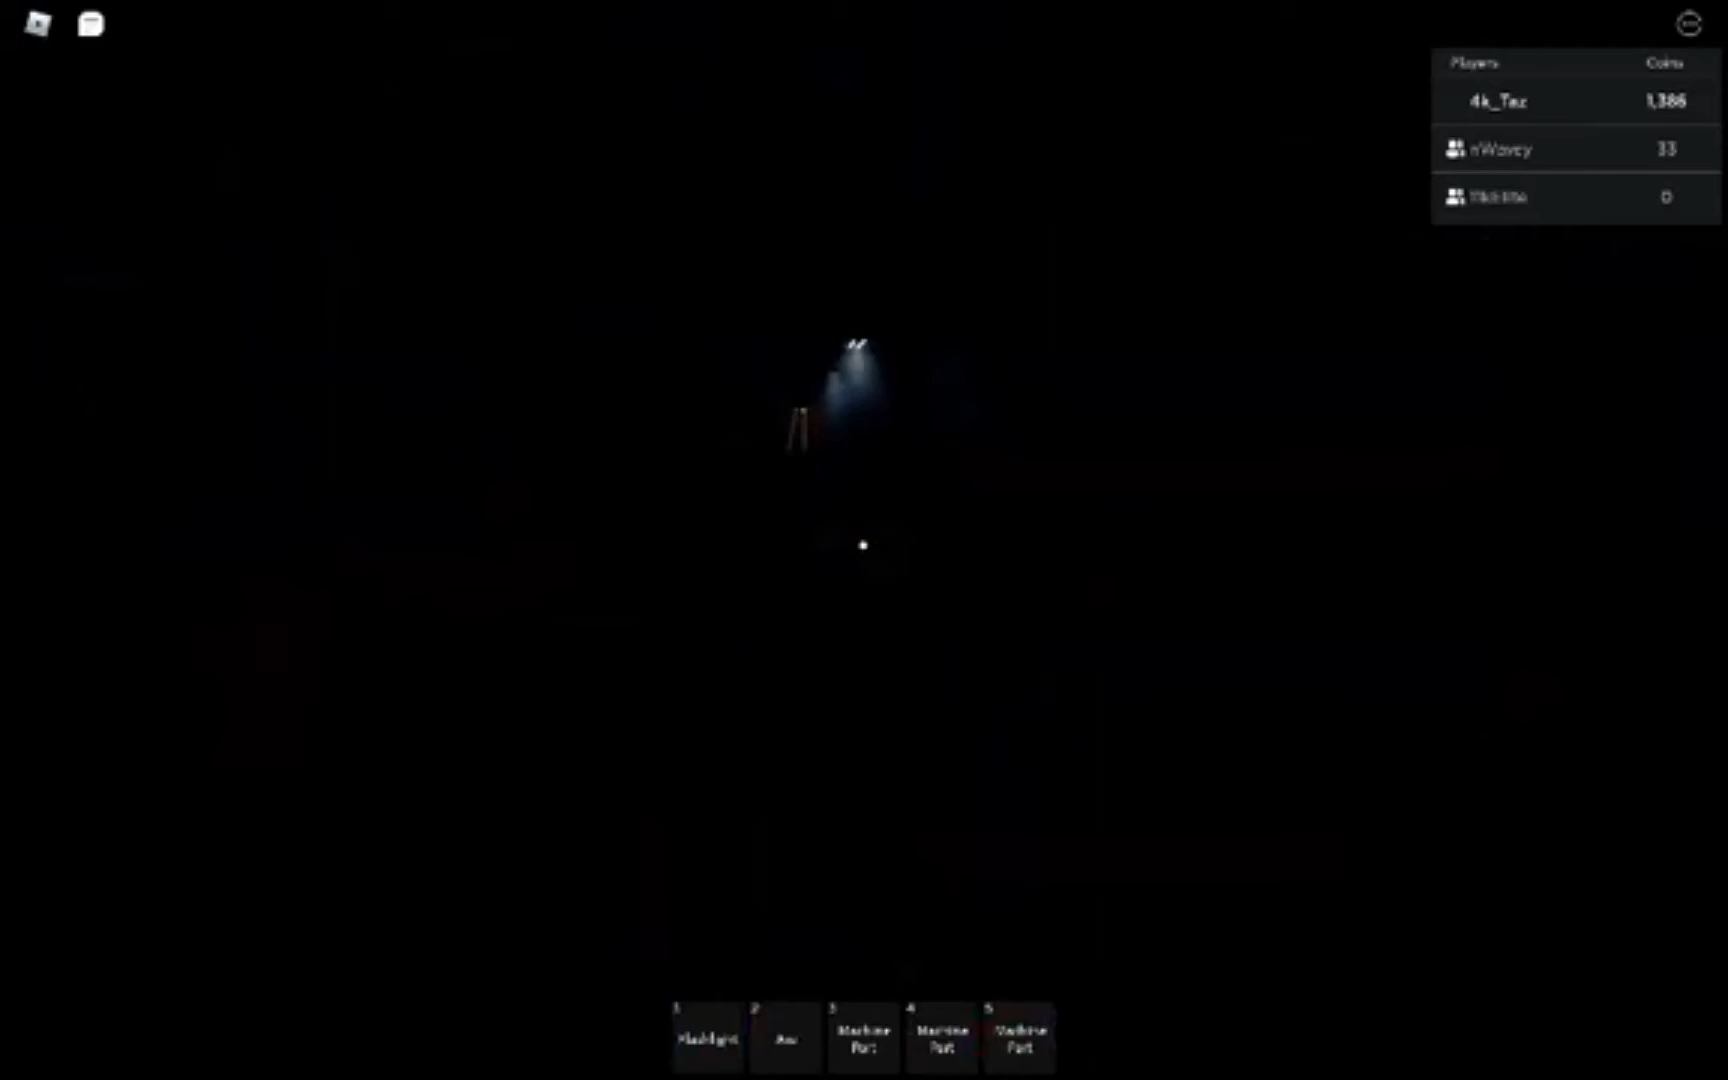 Players Coins
4k_Taz 1,386
nWavey 33
0
1 2 3 4 5
Flashlight Axe Machine Part Machine Part Machine Part